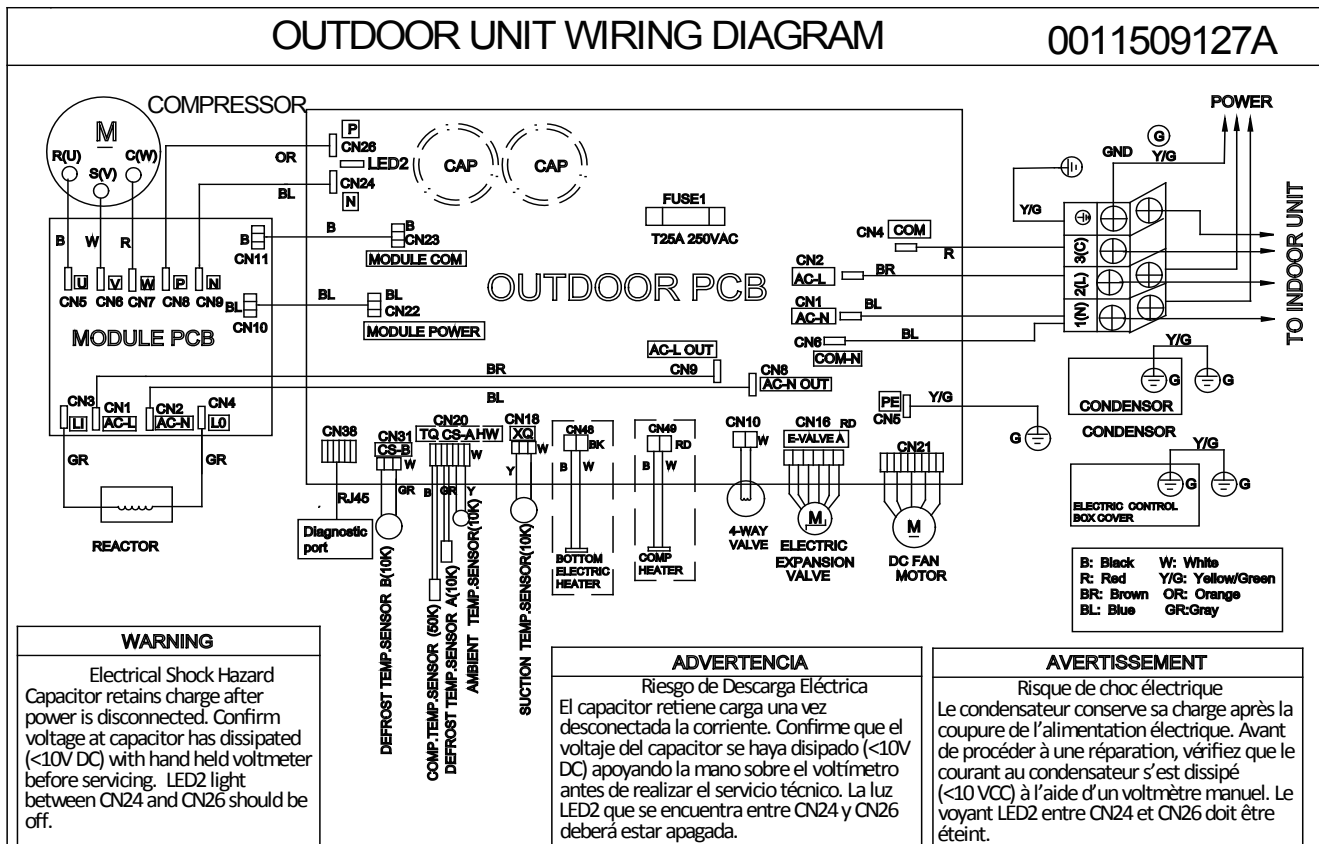 OUTDOOR UNIT WIRING DIAGRAM
0011509127A
COMPRESSOR
M
R(U)
S(V)
C(W)
B
W
R
U
V
W
P
N
CN5
CN6
CN7
CN8
CN9
MODULE PCB
OR
BL
P
CN26
LED2
CN24
N
CAP
CAP
FUSE1
T25A 250VAC
B
CN11
B
B
CN23
MODULE COM
BL
CN10
BL
BL
CN22
MODULE POWER
OUTDOOR PCB
CN4
COM
R
CN2
AC-L
BR
CN1
AC-N
BL
CN6
COM-N
BL
AC-L OUT
CN9
BR
CN8
AC-N OUT
BL
CN3
LI
CN1
AC-L
CN2
AC-N
CN4
L0
GR
GR
REACTOR
POWER
G
GND
Y/G
Y/G
3(C)
2(L)
1(N)
TO INDOOR UNIT
PE
CN5
Y/G
G
Y/G
G
G
CONDENSOR
CONDENSOR
Y/G
G
G
ELECTRIC CONTROL
BOX COVER
CN38
RJ45
Diagnostic
port
CN31
CS-B
W
GR
DEFROST TEMP.SENSOR B(10K)
CN20
TQ CS-A HW
W
B
GR
Y
COMP.TEMP.SENSOR (50K)
DEFROST TEMP.SENSOR A(10K)
AMBIENT TEMP.SENSOR(10K)
CN18
XQ
W
Y
SUCTION TEMP.SENSOR(10K)
CN48
BK
B
W
BOTTOM
ELECTRIC
HEATER
CN49
RD
B
W
COMP
HEATER
CN10
W
4-WAY
VALVE
CN16
RD
E-VALVE A
M
ELECTRIC
EXPANSION
VALVE
CN21
M
DC FAN
MOTOR
B: Black W: White
R: Red Y/G: Yellow/Green
BR: Brown OR: Orange
BL: Blue GR:Gray
WARNING
Electrical Shock Hazard
Capacitor retains charge after
power is disconnected. Confirm
voltage at capacitor has dissipated
(<10V DC) with hand held voltmeter
before servicing. LED2 light
between CN24 and CN26 should be
off.
ADVERTENCIA
Riesgo de Descarga Eléctrica
El capacitor retiene carga una vez
desconectada la corriente. Confirme que el
voltaje del capacitor se haya disipado (<10V
DC) apoyando la mano sobre el voltímetro
antes de realizar el servicio técnico. La luz
LED2 que se encuentra entre CN24 y CN26
deberá estar apagada.
AVERTISSEMENT
Risque de choc électrique
Le condensateur conserve sa charge après la
coupure de l'alimentation électrique. Avant
de procéder à une réparation, vérifiez que le
courant au condensateur s'est dissipé
(<10 VCC) à l'aide d'un voltmètre manuel. Le
voyant LED2 entre CN24 et CN26 doit être
éteint.